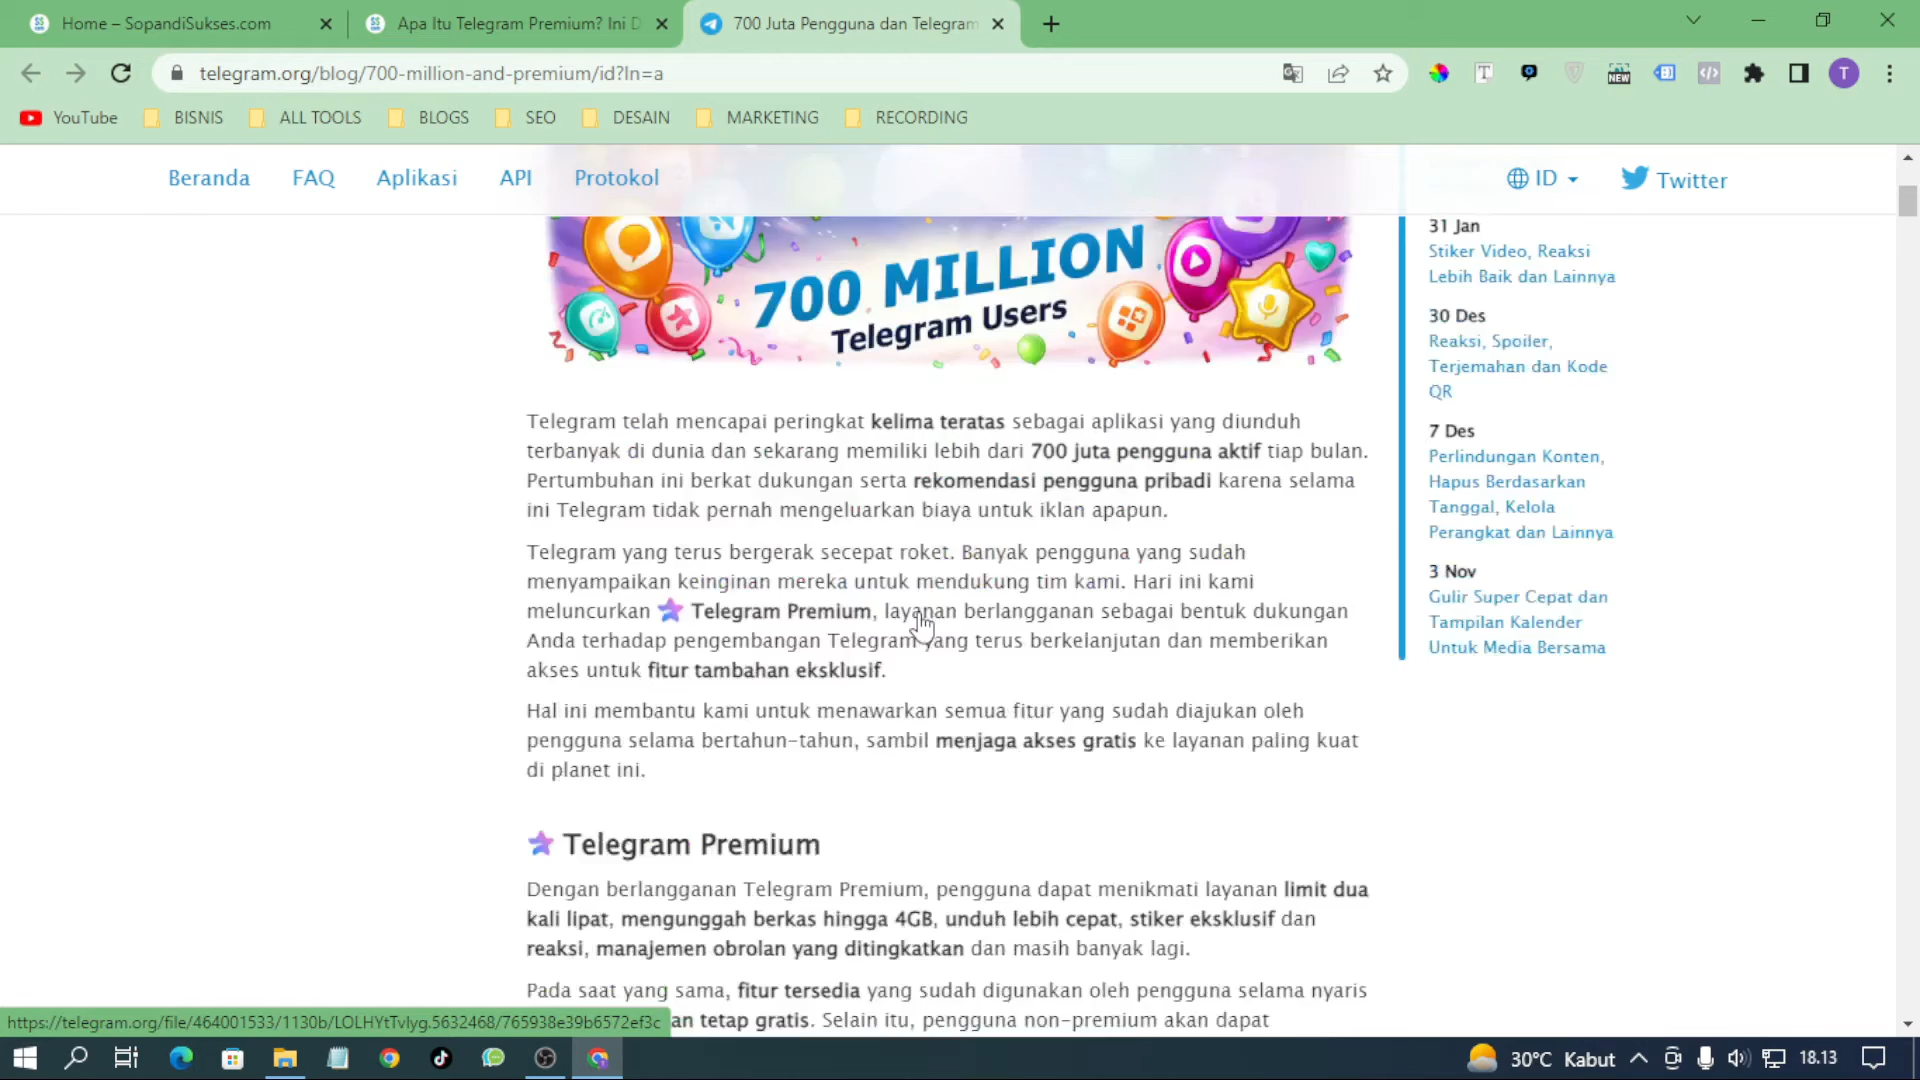 Home – SopandiSukses.com
Apa Itu Telegram Premium? Ini D
700 Juta Pengguna dan Telegram
telegram.org/blog/700-million-and-premium/id?ln=a
T
NEW
T
YouTube
BISNIS
ALL TOOLS
BLOGS
SEO
DESAIN
MARKETING
RECORDING
Beranda
FAQ
Aplikasi
API
Protokol
ID
Twitter
700 MILLION
Telegram Users
31 Jan
Stiker Video, Reaksi
Lebih Baik dan Lainnya
30 Des
Reaksi, Spoiler,
Terjemahan dan Kode
QR
7 Des
Perlindungan Konten,
Hapus Berdasarkan
Tanggal, Kelola
Perangkat dan Lainnya
3 Nov
Gulir Super Cepat dan
Tampilan Kalender
Untuk Media Bersama
Telegram telah mencapai peringkat kelima teratas sebagai aplikasi yang diunduh
terbanyak di dunia dan sekarang memiliki lebih dari 700 juta pengguna aktif tiap bulan.
Pertumbuhan ini berkat dukungan serta rekomendasi pengguna pribadi karena selama
ini Telegram tidak pernah mengeluarkan biaya untuk iklan apapun.
Telegram yang terus bergerak secepat roket. Banyak pengguna yang sudah
menyampaikan keinginan mereka untuk mendukung tim kami. Hari ini kami
meluncurkan Telegram Premium, layanan berlangganan sebagai bentuk dukungan
Anda terhadap pengembangan Telegram yang terus berkelanjutan dan memberikan
akses untuk fitur tambahan eksklusif.
Hal ini membantu kami untuk menawarkan semua fitur yang sudah diajukan oleh
pengguna selama bertahun-tahun, sambil menjaga akses gratis ke layanan paling kuat
di planet ini.
Telegram Premium
Dengan berlangganan Telegram Premium, pengguna dapat menikmati layanan limit dua
kali lipat, mengunggah berkas hingga 4GB, unduh lebih cepat, stiker eksklusif dan
reaksi, manajemen obrolan yang ditingkatkan dan masih banyak lagi.
Pada saat yang sama, fitur tersedia yang sudah digunakan oleh pengguna selama nyaris
an tetap gratis. Selain itu, pengguna non-premium akan dapat
https://telegram.org/file/464001533/1130b/LOLHYtTvlyg.5632468/765938e39b6572ef3c
30°C Kabut
18.13